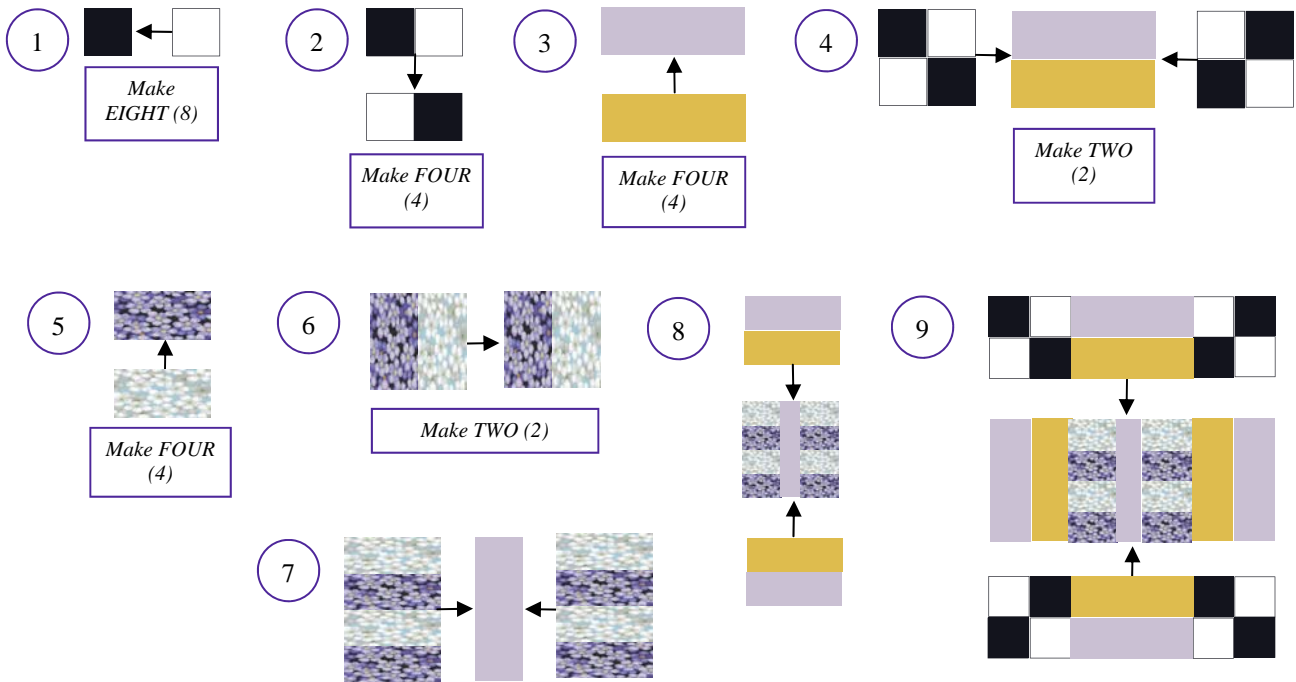 1
Make
EIGHT (8)
2
Make FOUR
(4)
3
Make FOUR
(4)
4
Make TWO
(2)
5
Make FOUR
(4)
6
Make TWO (2)
7
8
9